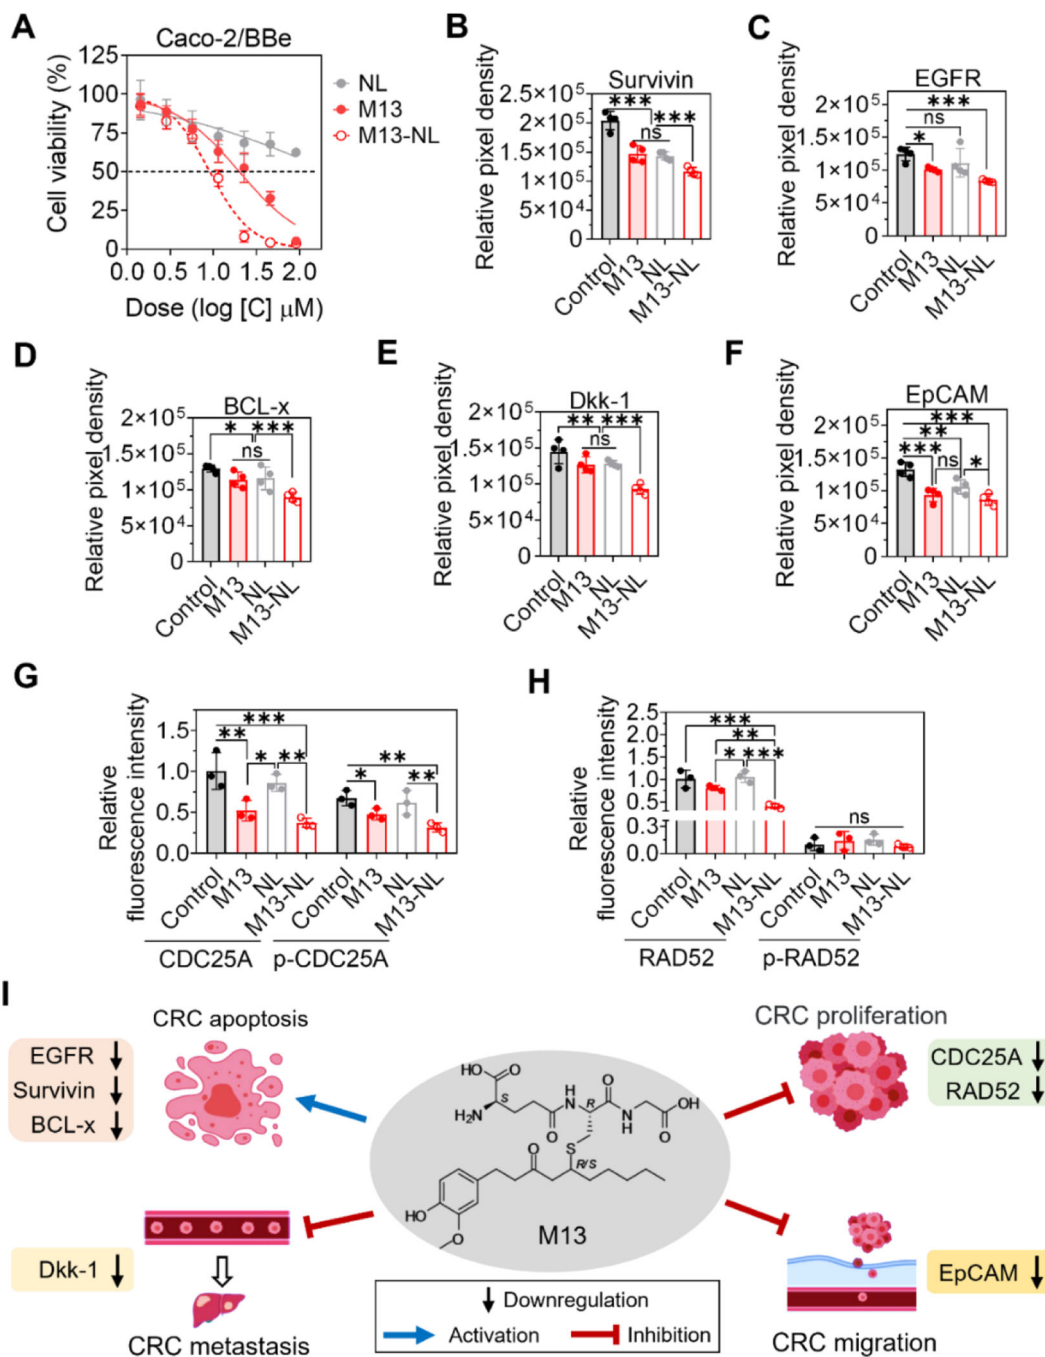 A
Caco-2/BBe
Cell viability (%)
125
100
75
50
25
0
0.0 0.5 1.0 1.5 2.0
Dose (log [C] μM)
NL
M13
M13-NL
B
Survivin
Relative pixel density
2.5×10⁵
2×10⁵
1.5×10⁵
1×10⁵
5×10⁴
0
*** ***
ns
Control M13 NL M13-NL
C
EGFR
Relative pixel density
2×10⁵
1.5×10⁵
1×10⁵
5×10⁴
0
***
ns
*
Control M13 NL M13-NL
D
BCL-x
Relative pixel density
2×10⁵
1.5×10⁵
1×10⁵
5×10⁴
0
* ***
ns
Control M13 NL M13-NL
E
Dkk-1
Relative pixel density
2×10⁵
1.5×10⁵
1×10⁵
5×10⁴
0
** ***
ns
Control M13 NL M13-NL
F
EpCAM
Relative pixel density
2×10⁵
1.5×10⁵
1×10⁵
5×10⁴
0
***
**
*** ns *
Control M13 NL M13-NL
G
Relative
fluorescence intensity
1.5
1.0
0.5
0.0
***
** * **
**
* **
Control M13 NL M13-NL Control M13 NL M13-NL
CDC25A p-CDC25A
H
Relative
fluorescence intensity
2.5
2.0
1.5
1.0
0.5
0.3
0.0
***
**
* ***
ns
Control M13 NL M13-NL Control M13 NL M13-NL
RAD52 p-RAD52
I
CRC apoptosis
EGFR ↓
Survivin ↓
BCL-x ↓
CRC proliferation
CDC25A ↓
RAD52 ↓
HO O
S
H₂N
O
H
N
R
O
H
N
O
OH
S
R/S
O
HO
O
M13
Dkk-1 ↓
CRC metastasis
EpCAM ↓
CRC migration
↓ Downregulation
Activation Inhibition